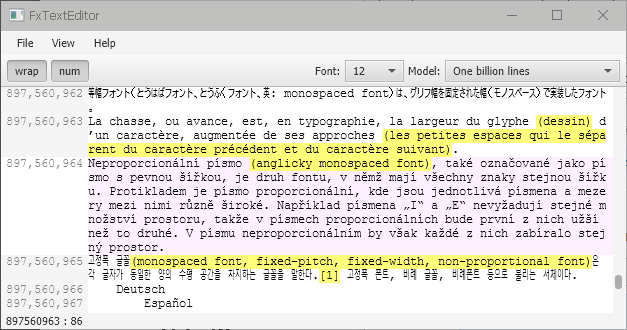 FxTextEditor
File View Help
wrap num Font: 12 Model: One billion lines
897,560,962 等幅フォント(とうはばフォント、とうふく(フォント、英: monospaced font)は、グリフ幅を固定された幅(モノスペース)で実装したフォント
。
897,560,963 La chasse, ou avance, est, en typographie, la largeur du glyphe (dessin) d
’un caractère, augmentée de ses approches (les petites espaces qui le sépa
rent du caractère précédent et du caractère suivant).
897,560,964 Neproporcionální písmo (anglicky monospaced font), také označované jako pí
smo s pevnou šířkou, je druh fontu, v němž mají všechny znaky stejnou šířk
u. Protikladem je písmo proporcionální, kde jsou jednotlivá písmena a meze
ry mezi nimi různě široké. Například písmena „I“ a „E“ nevyžadují stejné m
nožství prostoru, takže v písmech proporcionálních bude první z nich užší
než to druhé. V písmu neproporcionálním by však každé z nich zabíralo stej
ný prostor.
897,560,965 고정폭 글꼴(monospaced font, fixed-pitch, fixed-width, non-proportional font)은
각 글자가 동일한 양의 수평 공간을 차지하는 글꼴을 말한다.[1] 고정폭 폰트, 비례 글꼴, 비례폰트 등으로 불리는 서체이다.
897,560,966 Deutsch
897,560,967 Español
897560963:86